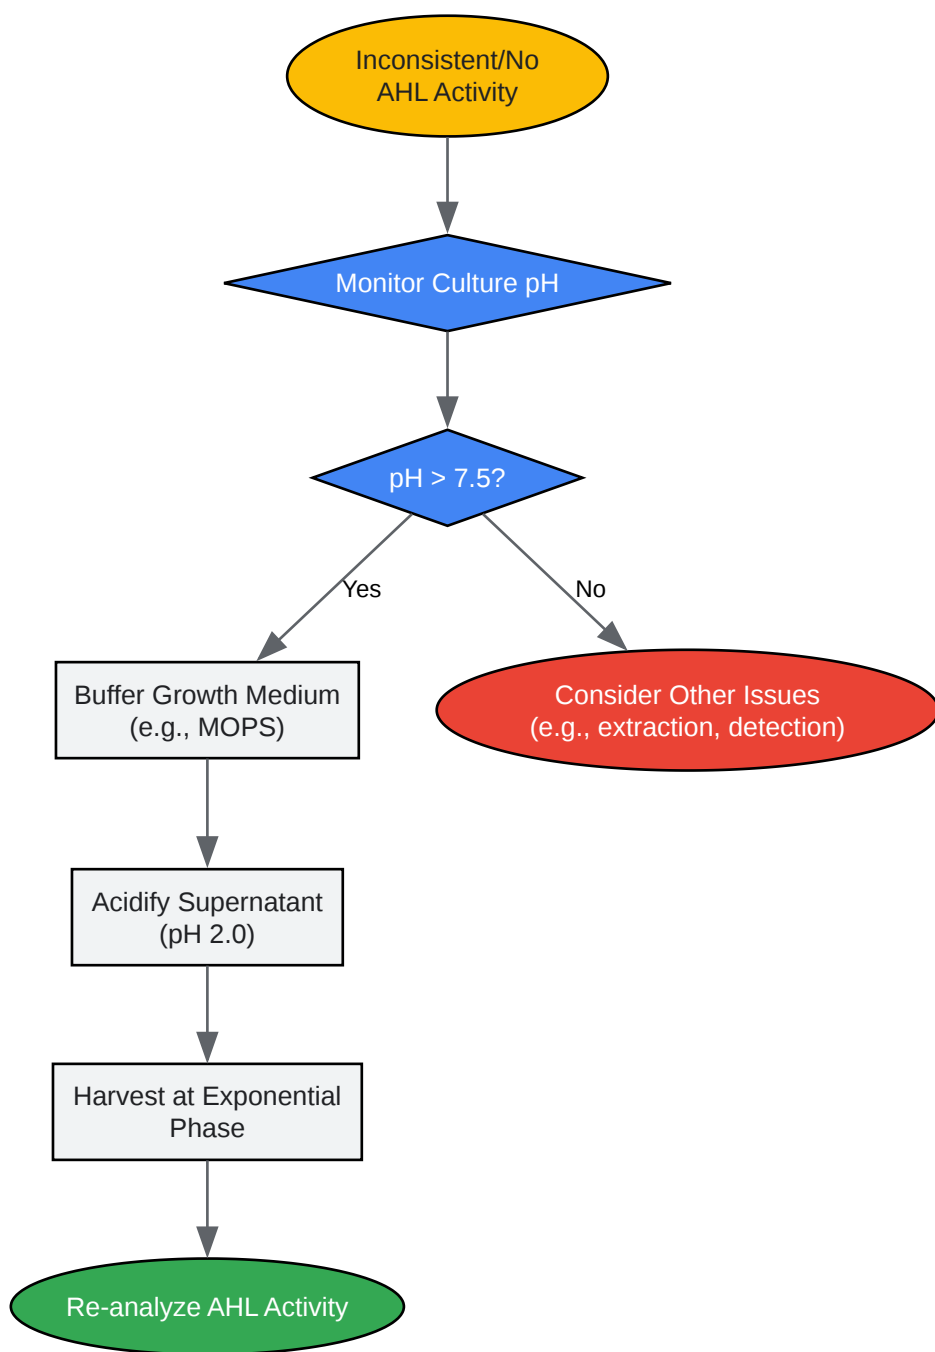 Inconsistent/No
AHL Activity
Monitor Culture pH
pH > 7.5?
Yes
No
Buffer Growth Medium
(e.g., MOPS)
Consider Other Issues
(e.g., extraction, detection)
Acidify Supernatant
(pH 2.0)
Harvest at Exponential
Phase
Re-analyze AHL Activity